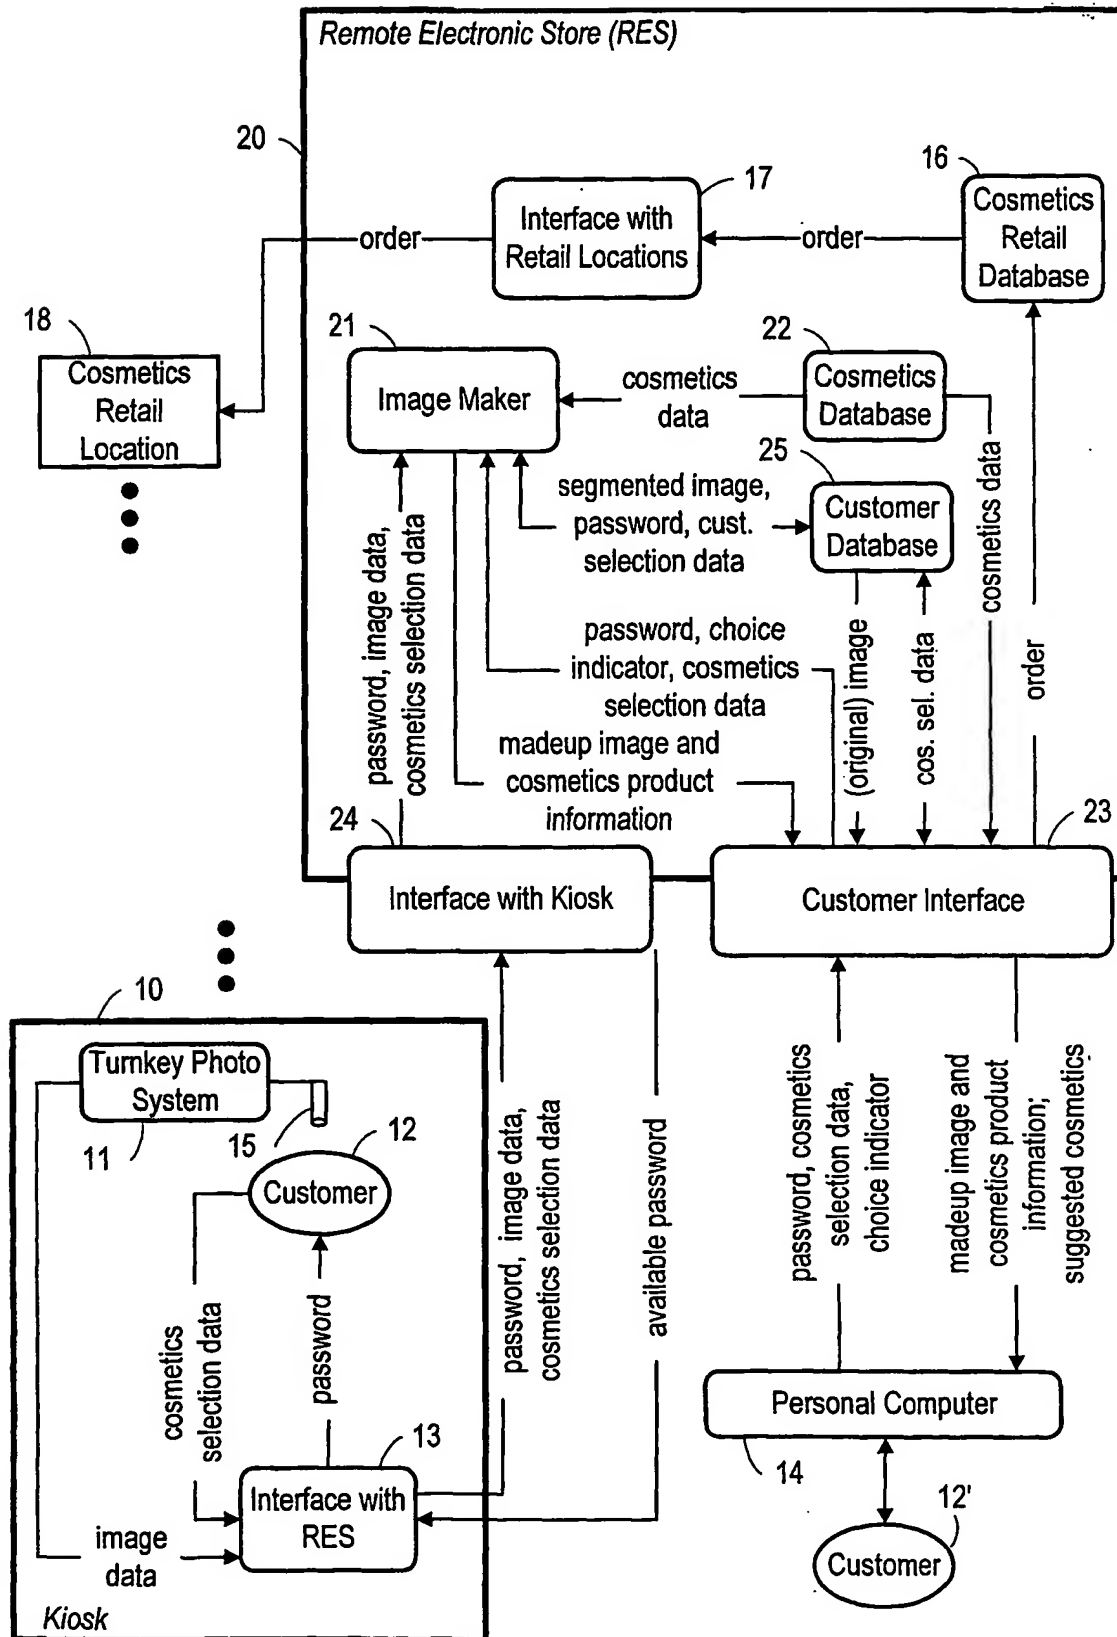 Remote Electronic Store (RES)
20
17
16
Interface with
Retail Locations
Cosmetics
Retail
Database
order
order
18
Cosmetics
Retail
Location
21
Image Maker
22
Cosmetics
Database
cosmetics
data
25
Customer
Database
segmented image,
password, cust.
selection data
password, image data,
cosmetics selection data
password, choice
indicator, cosmetics
selection data
madeup image and
cosmetics product
information
(original) image
cos. sel. data
cosmetics data
order
24
Interface with Kiosk
23
Customer Interface
10
Turnkey Photo
System
11
15
12
Customer
cosmetics
selection data
password
13
Interface with
RES
image
data
Kiosk
password, image data,
cosmetics selection data
available password
password, cosmetics
selection data,
choice indicator
madeup image and
cosmetics product
information;
suggested cosmetics
Personal Computer
14
12'
Customer